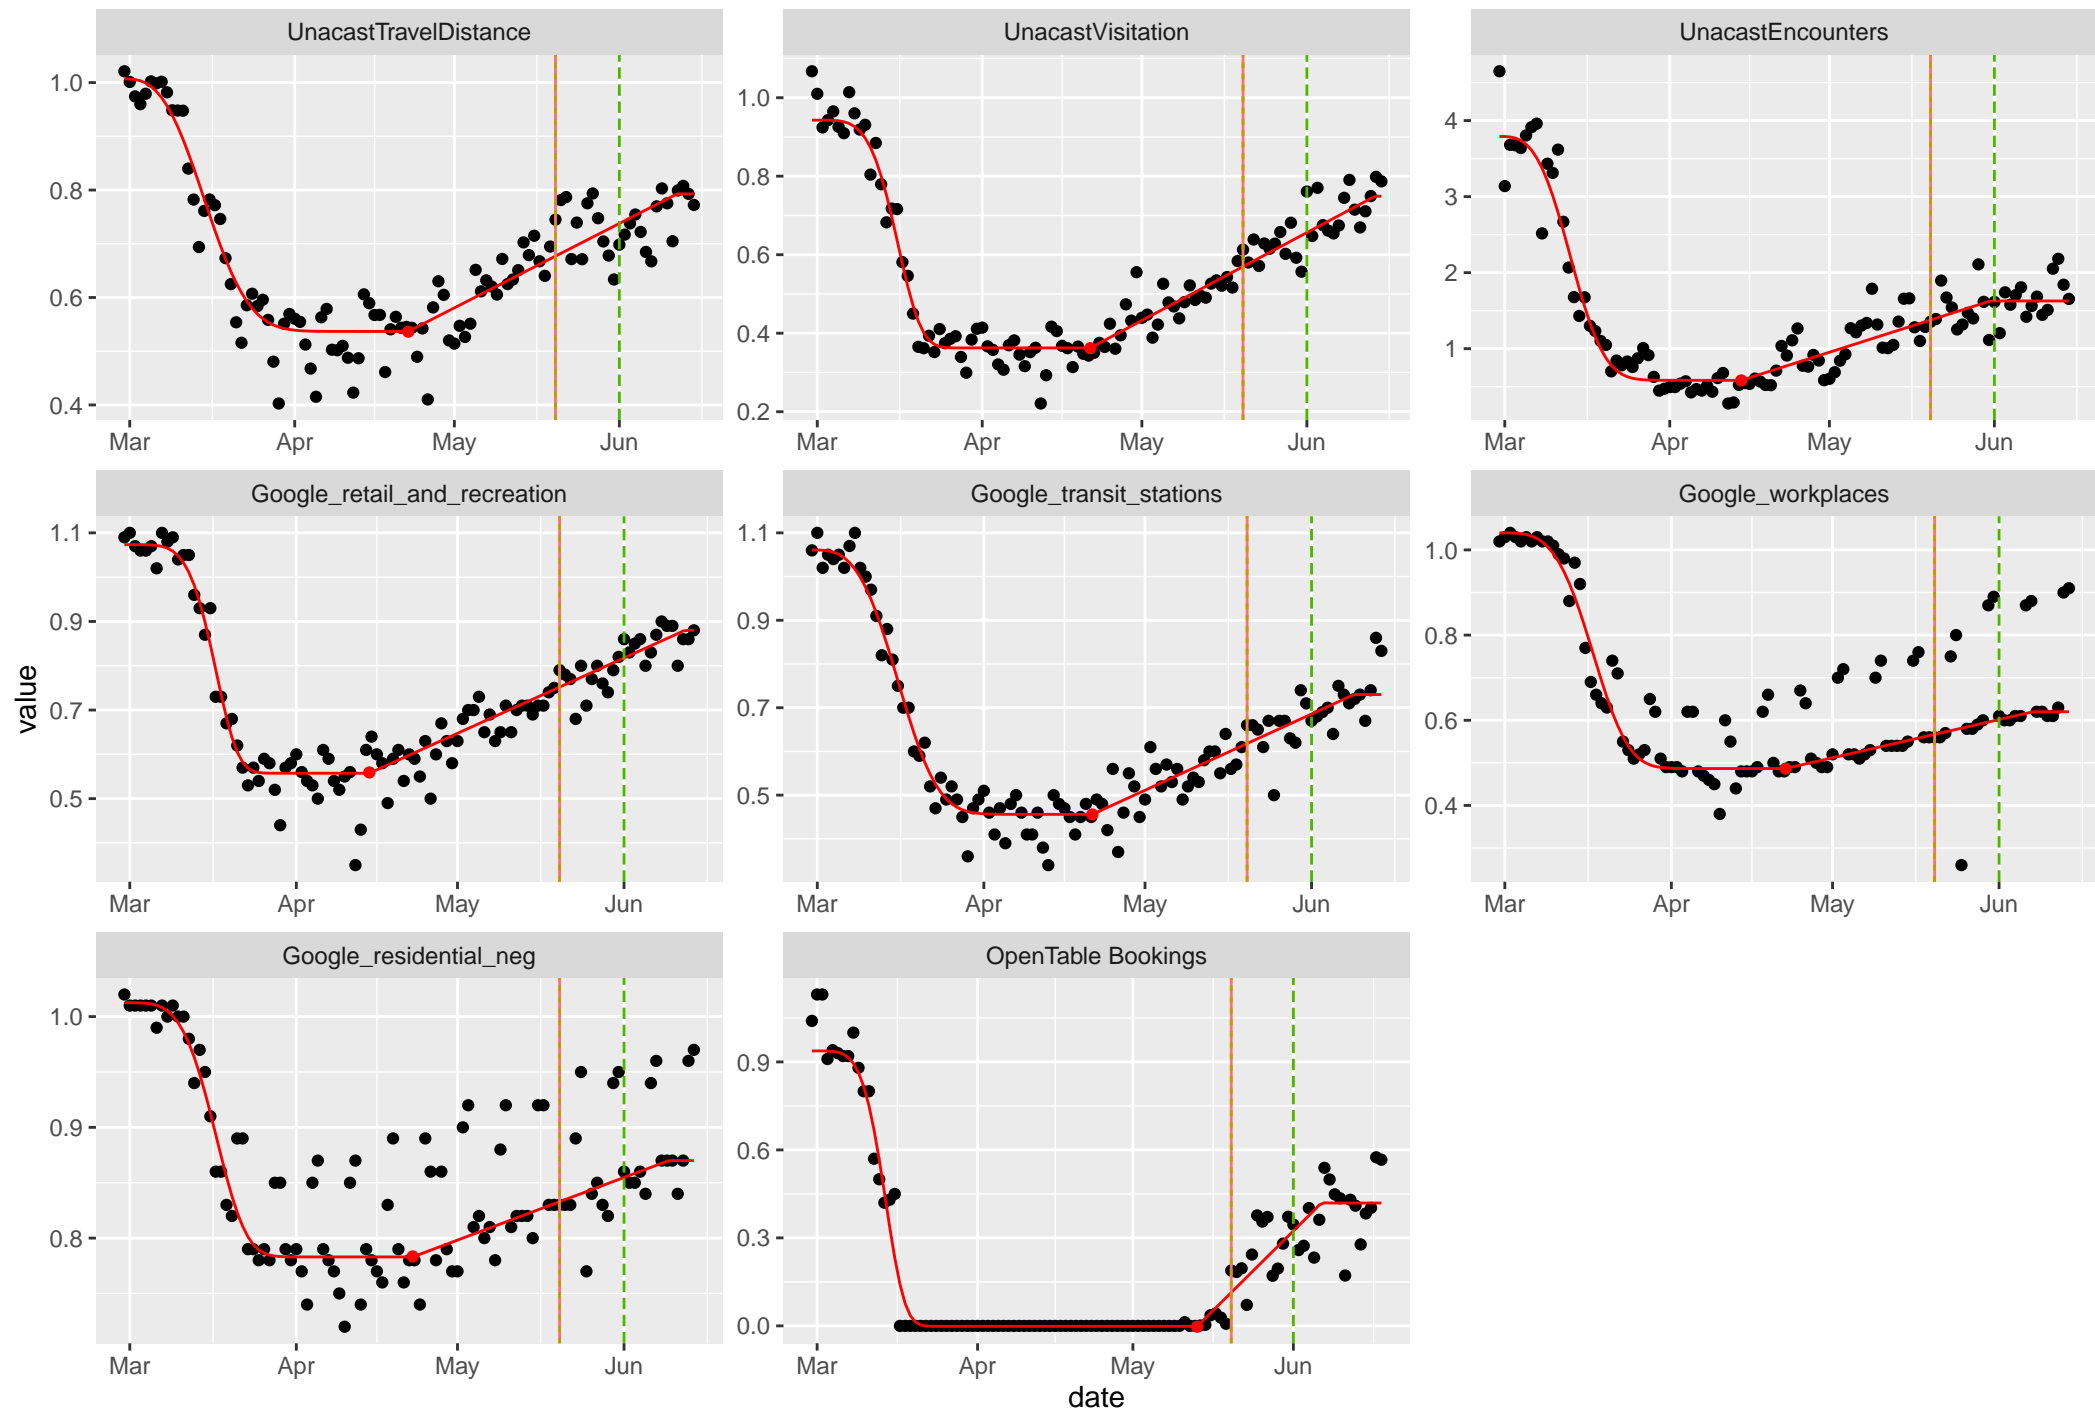 UnacastTravelDistance UnacastVisitation UnacastEncounters
1.0
0.8
0.6
0.4
Mar Apr May Jun
1.0
0.8
0.6
0.4
0.2
Mar Apr May Jun
4
3
2
1
Mar Apr May Jun
Google_retail_and_recreation Google_transit_stations Google_workplaces
value
1.1
0.9
0.7
0.5
Mar Apr May Jun
1.1
0.9
0.7
0.5
Mar Apr May Jun
1.0
0.8
0.6
0.4
Mar Apr May Jun
Google_residential_neg OpenTable Bookings
1.0
0.9
0.8
Mar Apr May Jun
0.9
0.6
0.3
0.0
Mar Apr May Jun
date